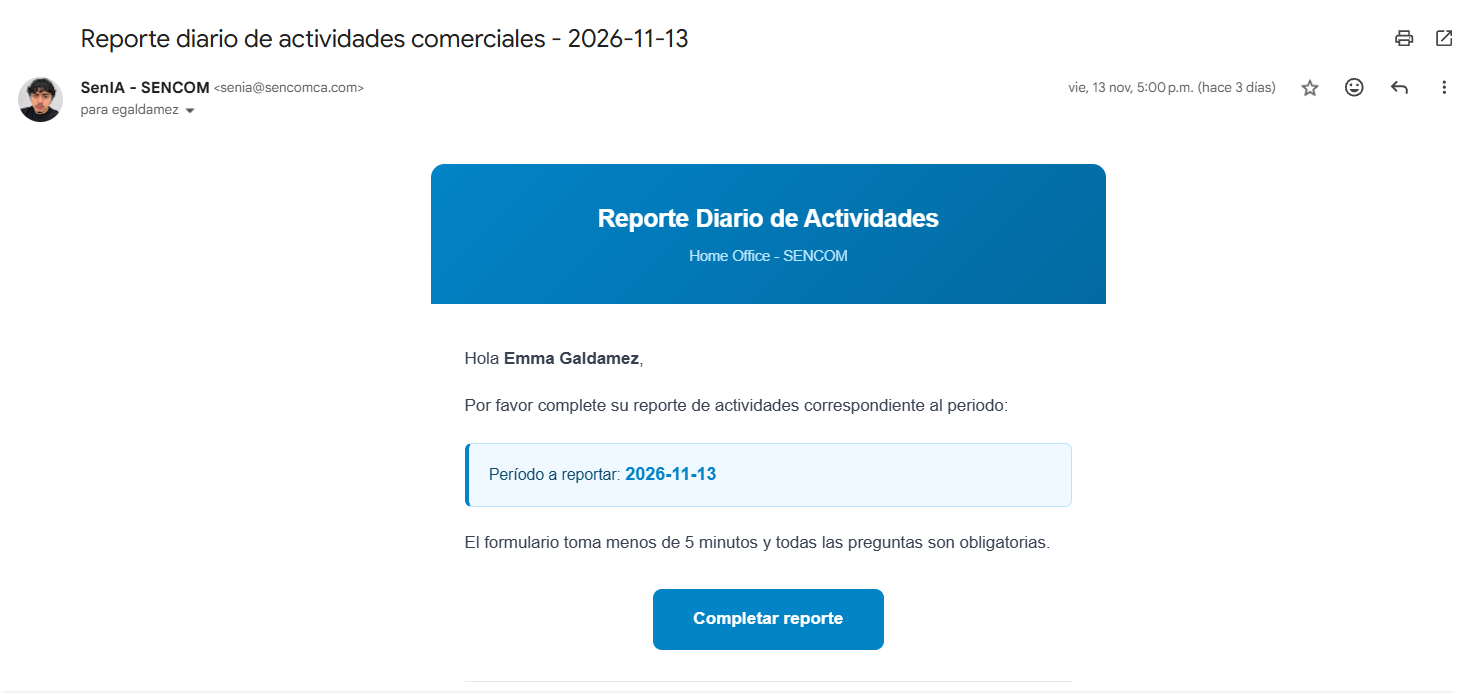 Reporte diario de actividades comerciales - 2026-11-13
SenIA - SENCOM <senia@sencomca.com>
vie, 13 nov, 5:00 p.m. (hace 3 días)
para egaldamez
Reporte Diario de Actividades
Home Office - SENCOM
Hola Emma Galdamez,
Por favor complete su reporte de actividades correspondiente al periodo:
Período a reportar: 2026-11-13
El formulario toma menos de 5 minutos y todas las preguntas son obligatorias.
Completar reporte